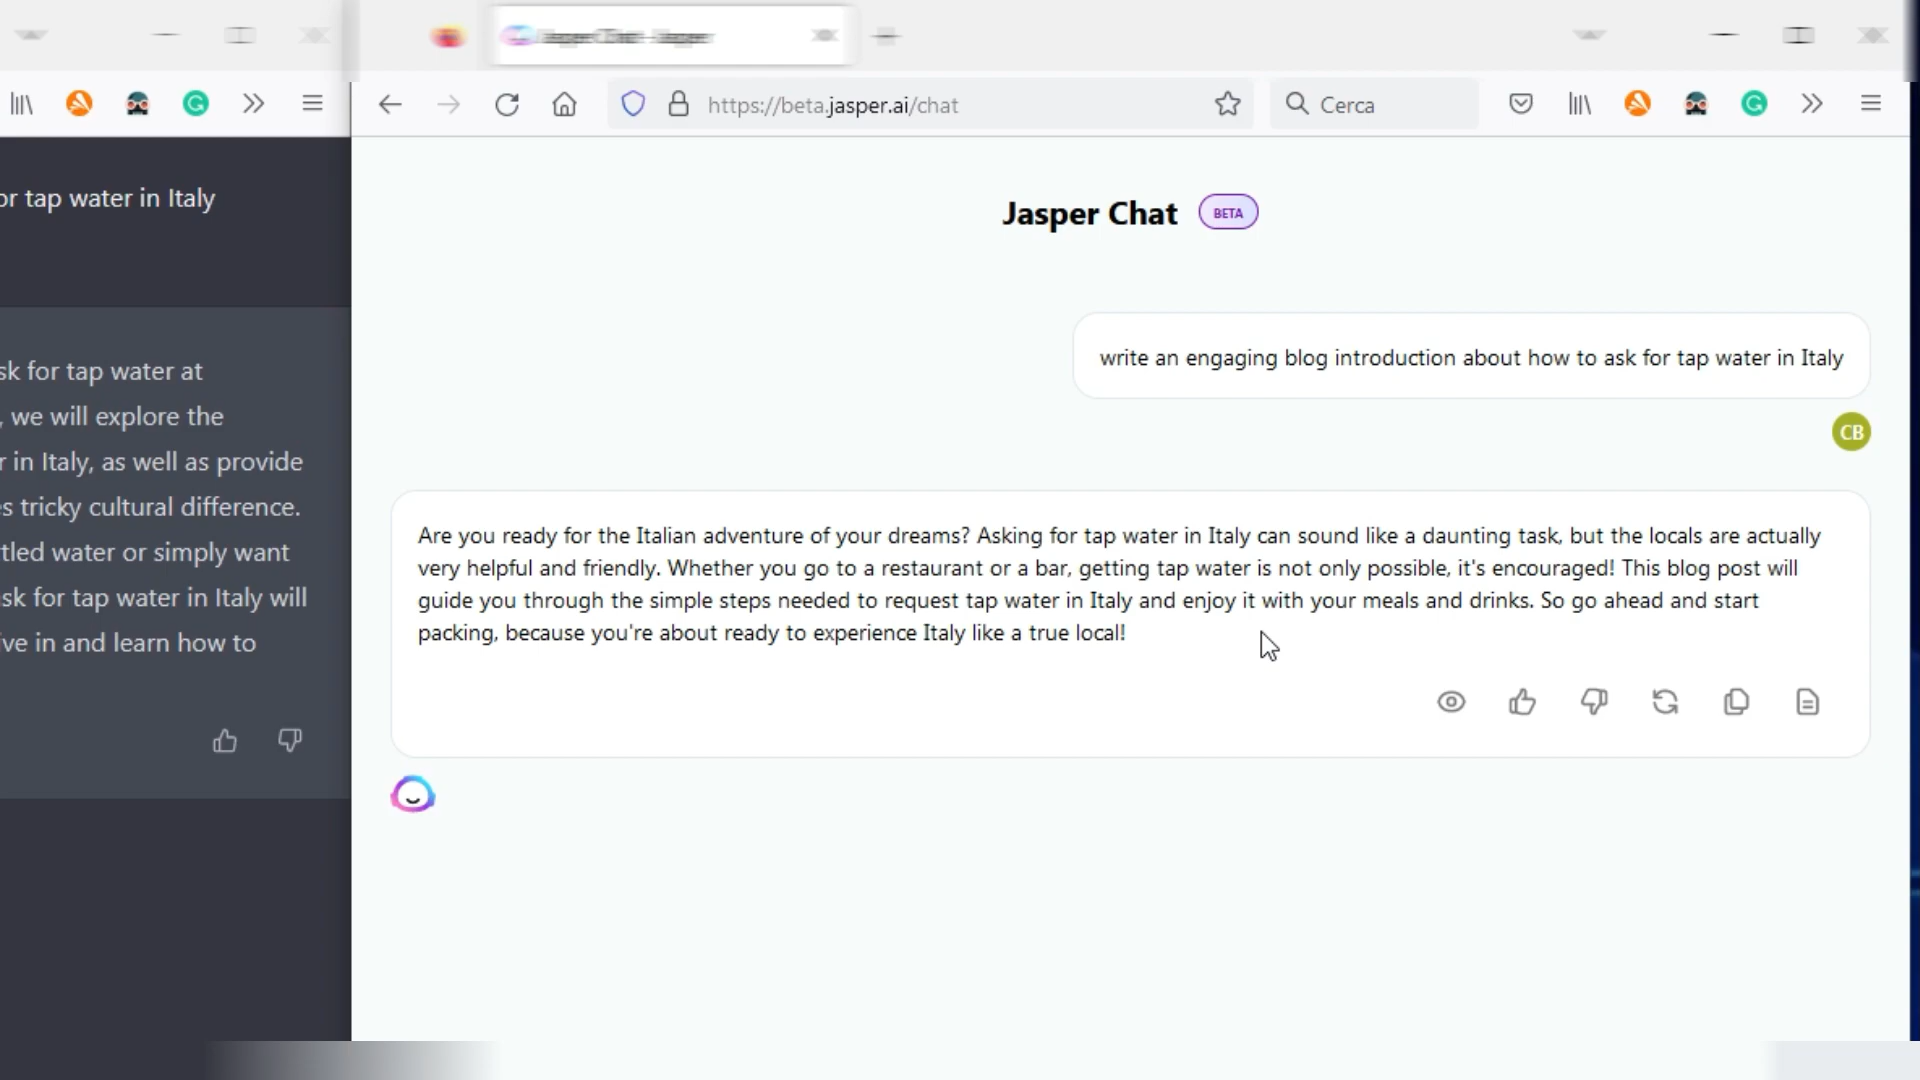 Jasper Chat - Jasper
https://beta.jasper.ai/chat
Cerca
or tap water in Italy
sk for tap water at
, we will explore the
r in Italy, as well as provide
s tricky cultural difference.
tled water or simply want
sk for tap water in Italy will
ive in and learn how to
Jasper Chat
BETA
write an engaging blog introduction about how to ask for tap water in Italy
CB
Are you ready for the Italian adventure of your dreams? Asking for tap water in Italy can sound like a daunting task, but the locals are actually
very helpful and friendly. Whether you go to a restaurant or a bar, getting tap water is not only possible, it's encouraged! This blog post will
guide you through the simple steps needed to request tap water in Italy and enjoy it with your meals and drinks. So go ahead and start
packing, because you're about ready to experience Italy like a true local!